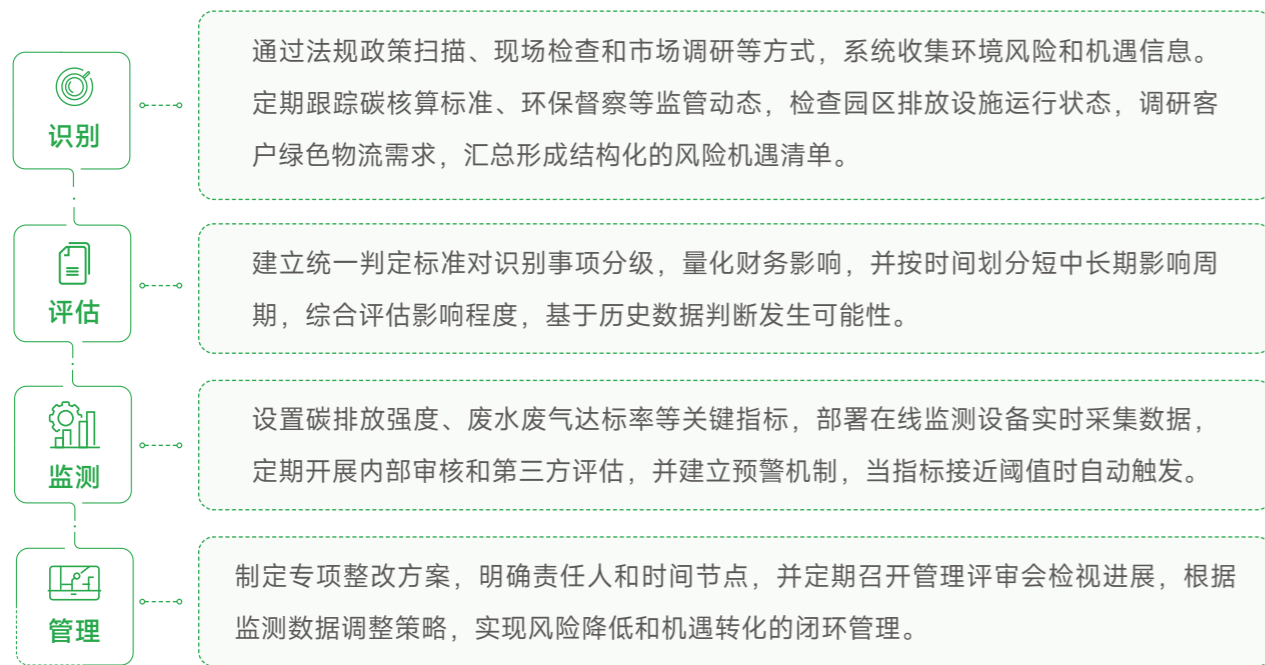 识别
通过法规政策扫描、现场检查和市场调研等方式，系统收集环境风险和机遇信息。
定期跟踪碳核算标准、环保督察等监管动态，检查园区排放设施运行状态，调研客
户绿色物流需求，汇总形成结构化的风险机遇清单。
评估
建立统一判定标准对识别事项分级，量化财务影响，并按时间划分短中长期影响周
期，综合评估影响程度，基于历史数据判断发生可能性。
监测
设置碳排放强度、废水废气达标率等关键指标，部署在线监测设备实时采集数据，
定期开展内部审核和第三方评估，并建立预警机制，当指标接近阈值时自动触发。
管理
制定专项整改方案，明确责任人和时间节点，并定期召开管理评审会检视进展，根据
监测数据调整策略，实现风险降低和机遇转化的闭环管理。